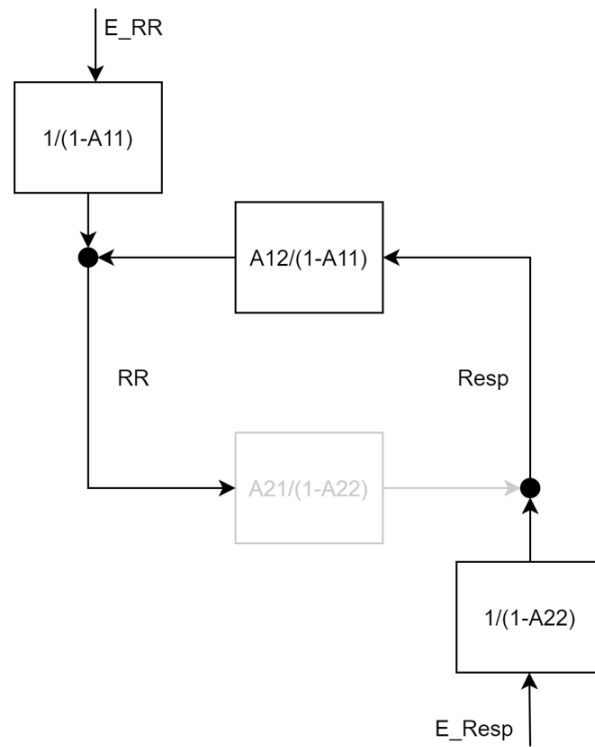 E_RR
1/(1-A11)
A12/(1-A11)
RR
Resp
A21/(1-A22)
1/(1-A22)
E_Resp